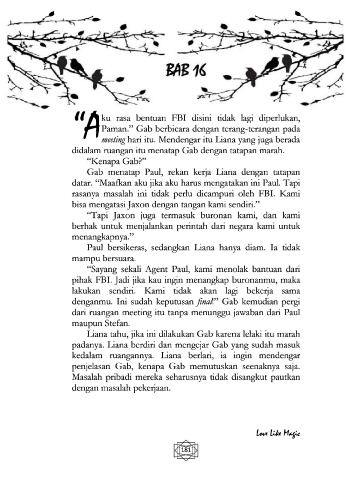 BAB 16
"Aku rasa bentuan FBI disini tidak lagi diperlukan,
Paman." Gab berbicara dengan terang-terangan pada
meeting hari itu. Mendengar itu Liana yang juga berada
didalam ruangan itu menatap Gab dengan tatapan marah.
"Kenapa Gab?"
Gab menatap Paul, rekan kerja Liana dengan tatapan
datar. "Maafkan aku jika aku harus mengatakan ini Paul. Tapi
rasanya masalah ini tidak perlu dicampuri oleh FBI. Kami
bisa mengatasi Jaxon dengan tangan kami sendiri."
"Tapi Jaxon juga termasuk buronan kami, dan kami
berhak untuk menjalankan perintah dari negara kami untuk
menangkapnya."
Paul bersikeras, sedangkan Liana hanya diam. Ia tidak
mampu bersuara.
"Sayang sekali Agent Paul, kami menolak bantuan dari
pihak FBI. Jadi jika kau ingin menangkap buronanmu, maka
lakukan sendiri. Kami tidak akan lagi bekerja sama
denganmu. Ini sudah keputusan final!" Gab kemudian pergi
dari ruangan meeting itu tanpa menunggu jawaban dari Paul
maupun Stefan.
Liana tahu, jika ini dilakukan Gab karena lelaki itu marah
padanya. Liana berdiri dan mengejar Gab yang sudah masuk
kedalam ruangannya. Liana berlari, ia ingin mendengar
penjelasan Gab, kenapa Gab memutuskan seenaknya saja.
Masalah pribadi mereka seharusnya tidak disangkut pautkan
dengan masalah pekerjaan.
Love Like Magic
181